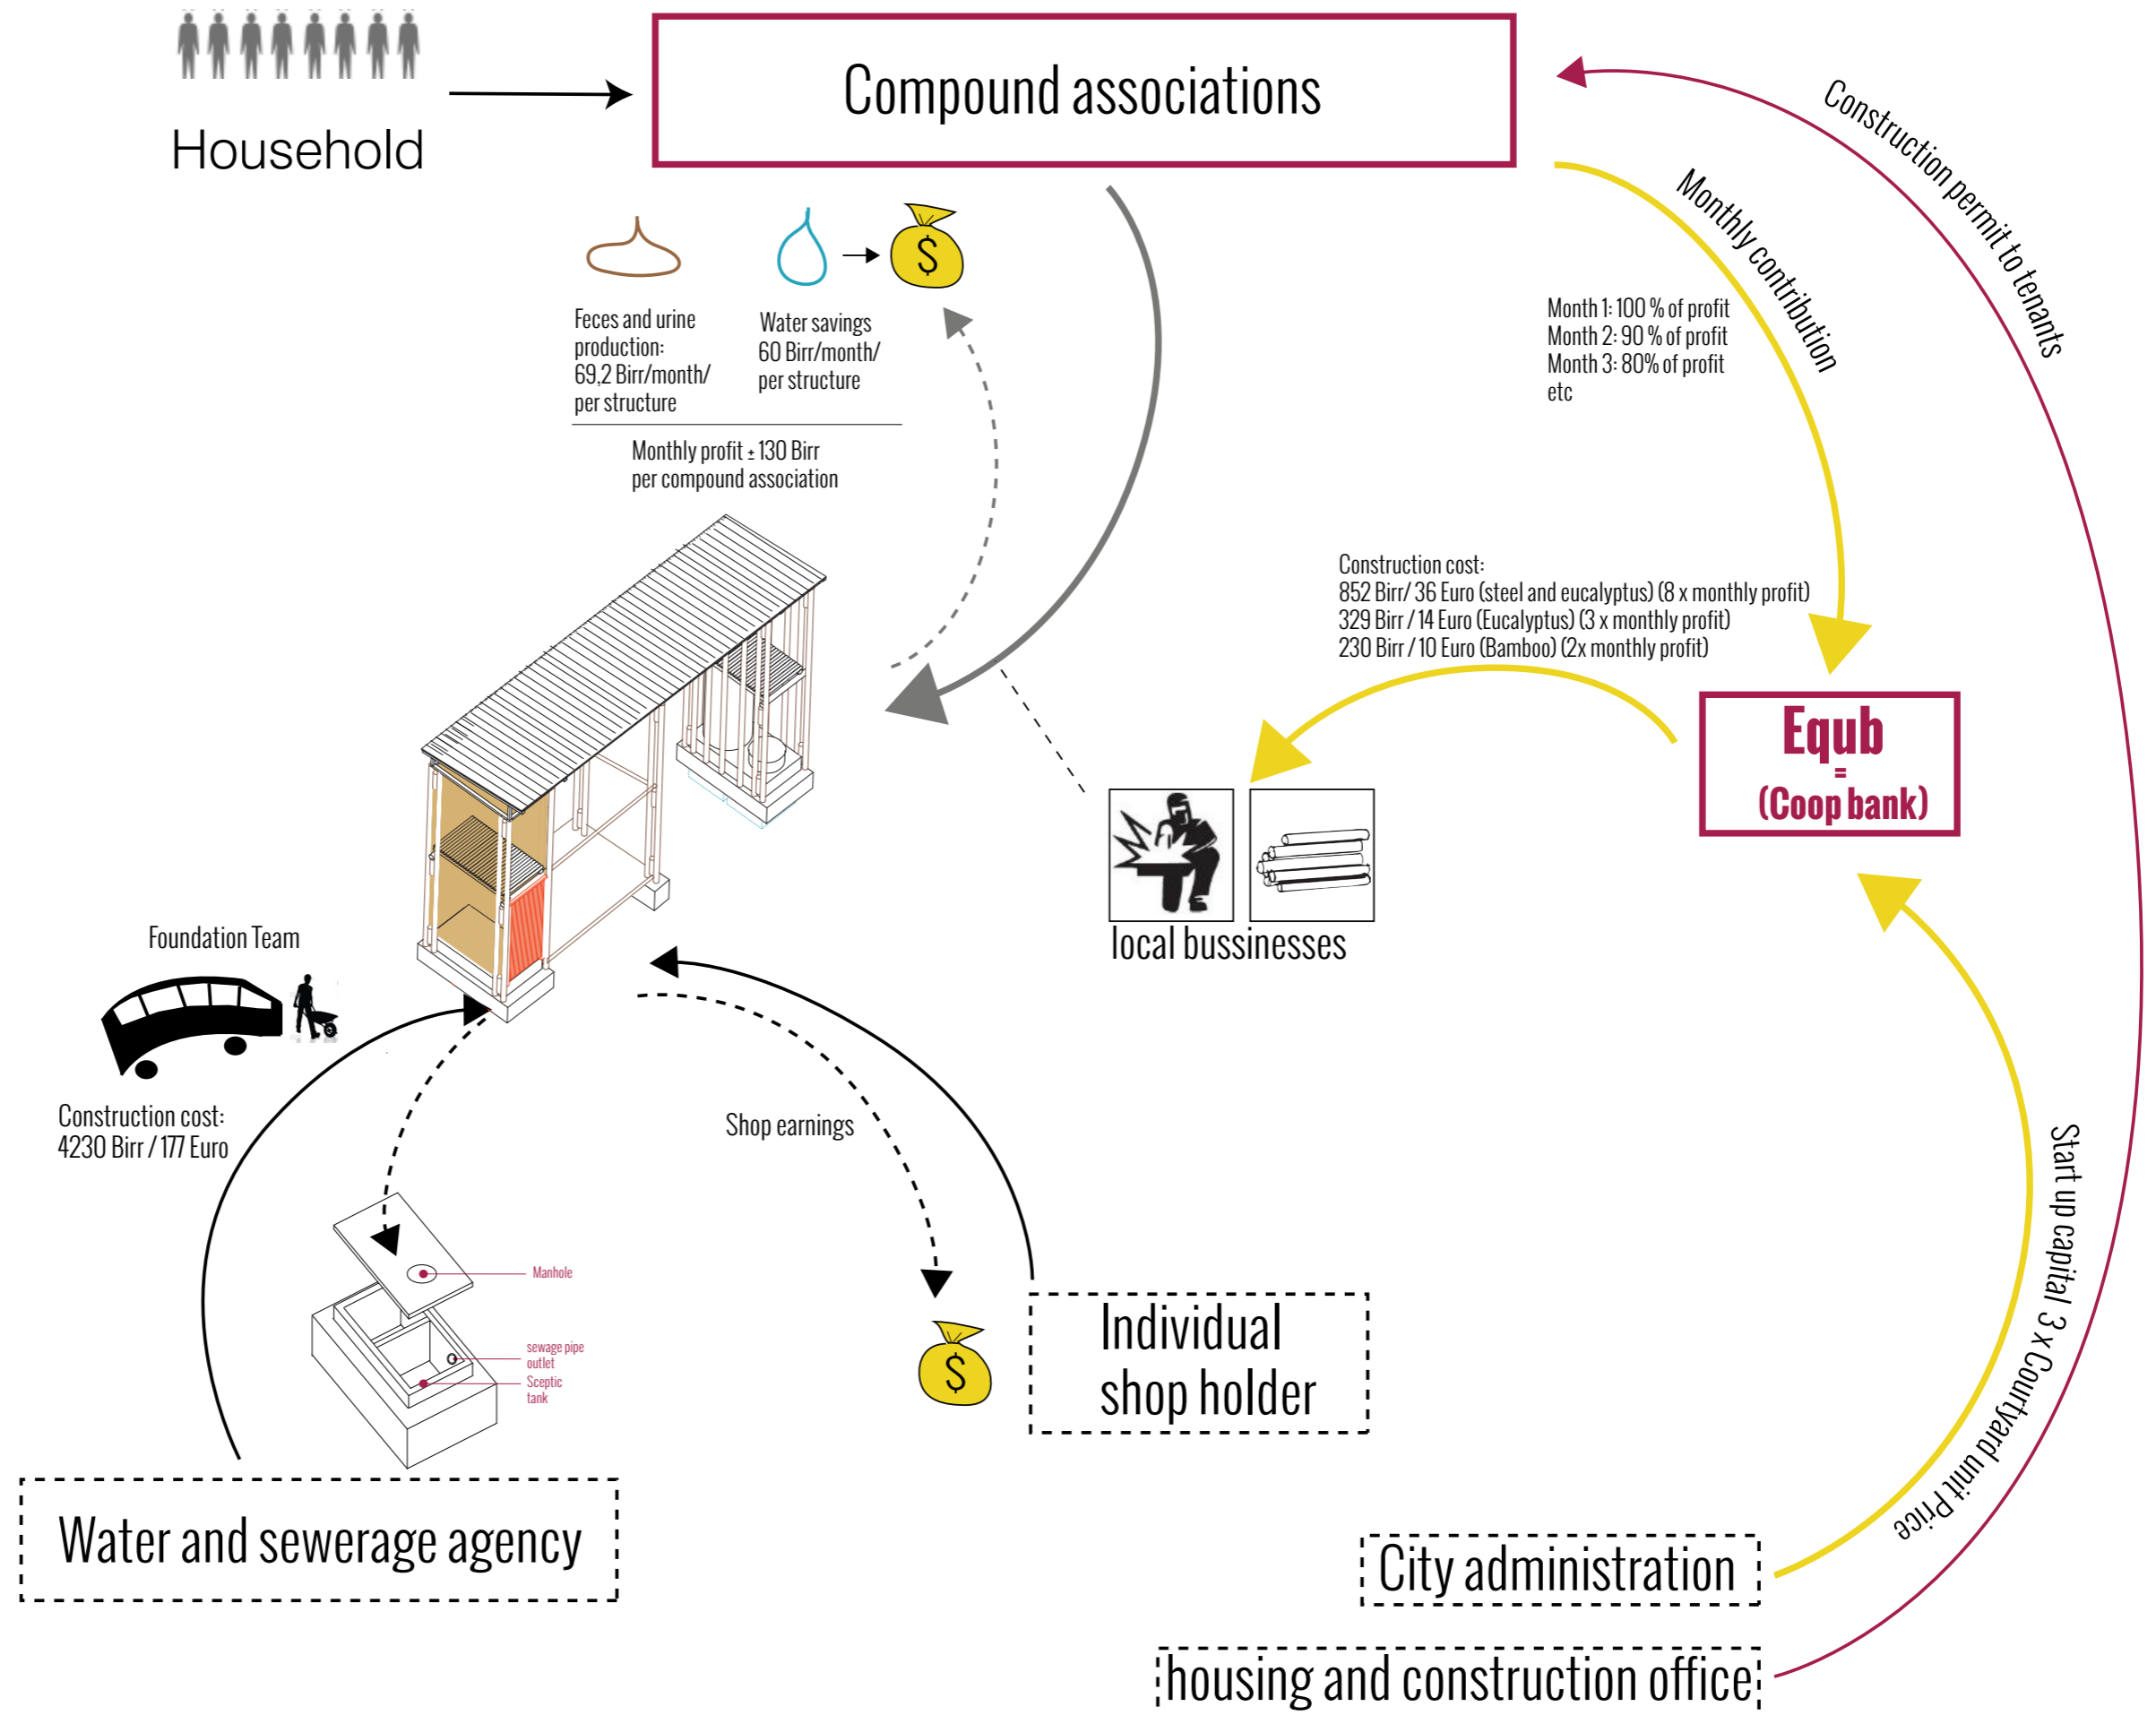 Household
Compound associations
Construction permit to tenants
Monthly contribution
Month 1: 100 % of profit
Month 2: 90 % of profit
Month 3: 80% of profit
etc
$
Feces and urine
production:
69,2 Birr/month/
per structure
Water savings
60 Birr/month/
per structure
Monthly profit ± 130 Birr
per compound association
Construction cost:
852 Birr/ 36 Euro (steel and eucalyptus) (8 x monthly profit)
329 Birr / 14 Euro (Eucalyptus) (3 x monthly profit)
230 Birr / 10 Euro (Bamboo) (2x monthly profit)
Equb
=
(Coop bank)
local bussinesses
Foundation Team
Construction cost:
4230 Birr / 177 Euro
Shop earnings
Manhole
sewage pipe
outlet
Sceptic
tank
$
Individual
shop holder
Start up capital 3 x Courtyard unit Price
Water and sewerage agency
City administration
housing and construction office